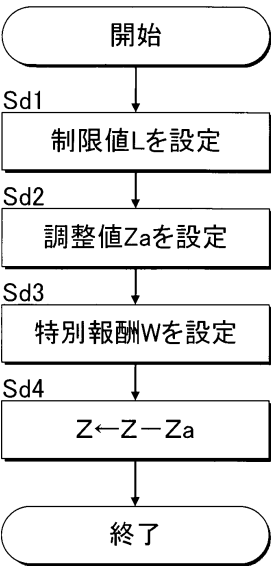 開始
Sd1
制限値Lを設定
Sd2
調整値Zaを設定
Sd3
特別報酬Wを設定
Sd4
Z←Z－Za
終了